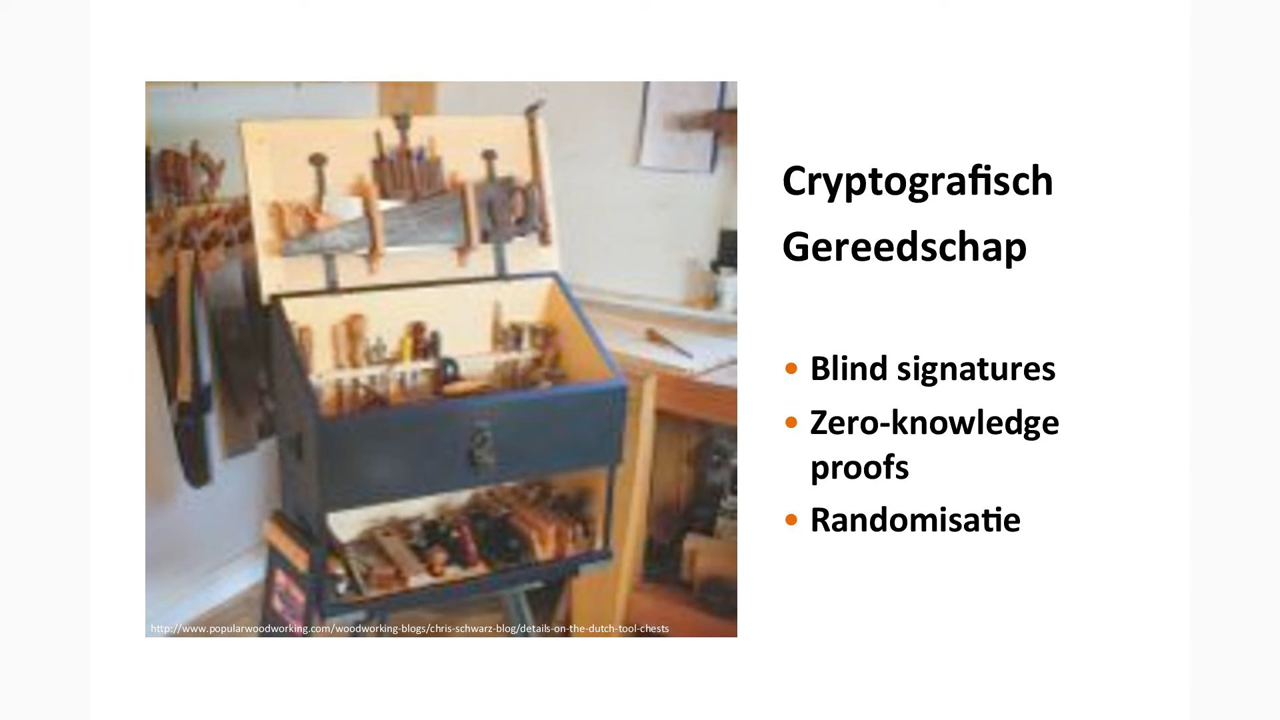 Cryptografisch
Gereedschap
• Blind signatures
• Zero-knowledge
proofs
• Randomisatie
http://www.popularwoodworking.com/woodworking-blogs/chris-schwarz-blog/details-on-the-dutch-tool-chests